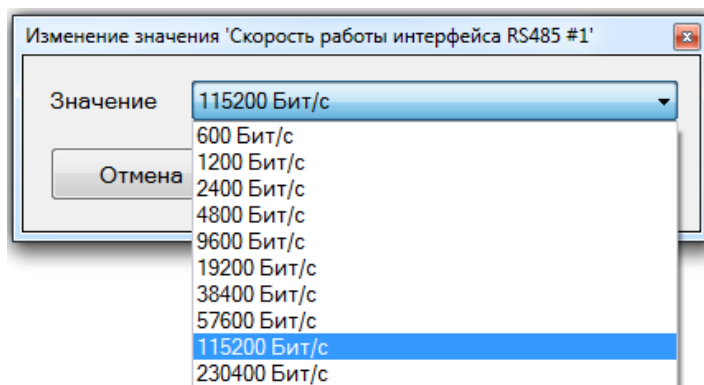 Изменение значения 'Скорость работы интерфейса RS485 #1'
Значение 115200 Бит/с
600 Бит/с
1200 Бит/с
Отмена
2400 Бит/с
4800 Бит/с
9600 Бит/с
19200 Бит/с
38400 Бит/с
57600 Бит/с
115200 Бит/с
230400 Бит/с